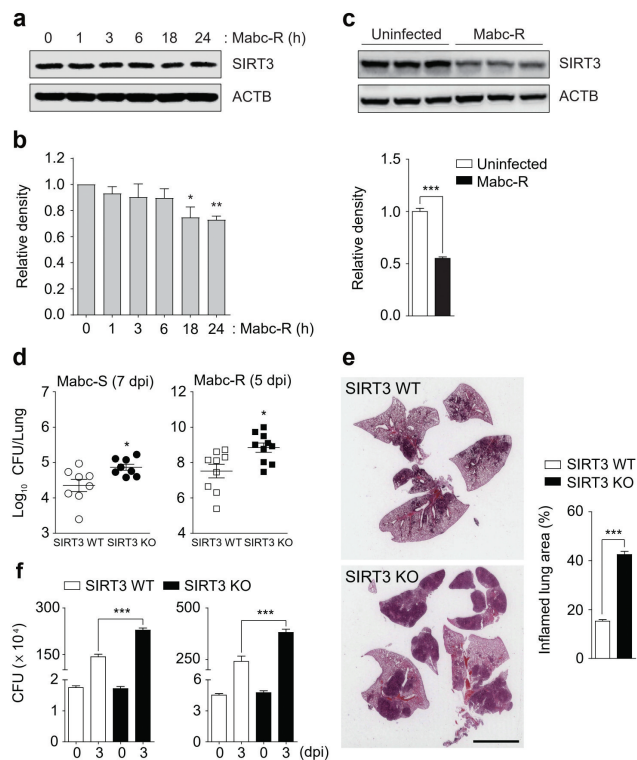 a
0 1 3 6 18 24 : Mabc-R (h)
SIRT3
ACTB
b
Relative density
1.2
1.0
0.8
0.6
0.4
0.2
0.0
* **
0 1 3 6 18 24 : Mabc-R (h)
c
Uninfected Mabc-R
SIRT3
ACTB
Uninfected
Mabc-R
Relative density
1.5
1.0
0.5
0.0
***
d
Mabc-S (7 dpi)
Log10 CFU/Lung
7
6
5
4
3
*
SIRT3 WT SIRT3 KO
Mabc-R (5 dpi)
12
10
8
6
4
*
SIRT3 WT SIRT3 KO
e
SIRT3 WT
SIRT3 KO
SIRT3 WT
SIRT3 KO
Inflamed lung area (%)
60
40
20
0
***
f
SIRT3 WT SIRT3 KO
CFU (× 10⁻⁴)
300
150
2
1
0
***
0 3 0 3
500
250
6
3
0
***
0 3 0 3 (dpi)